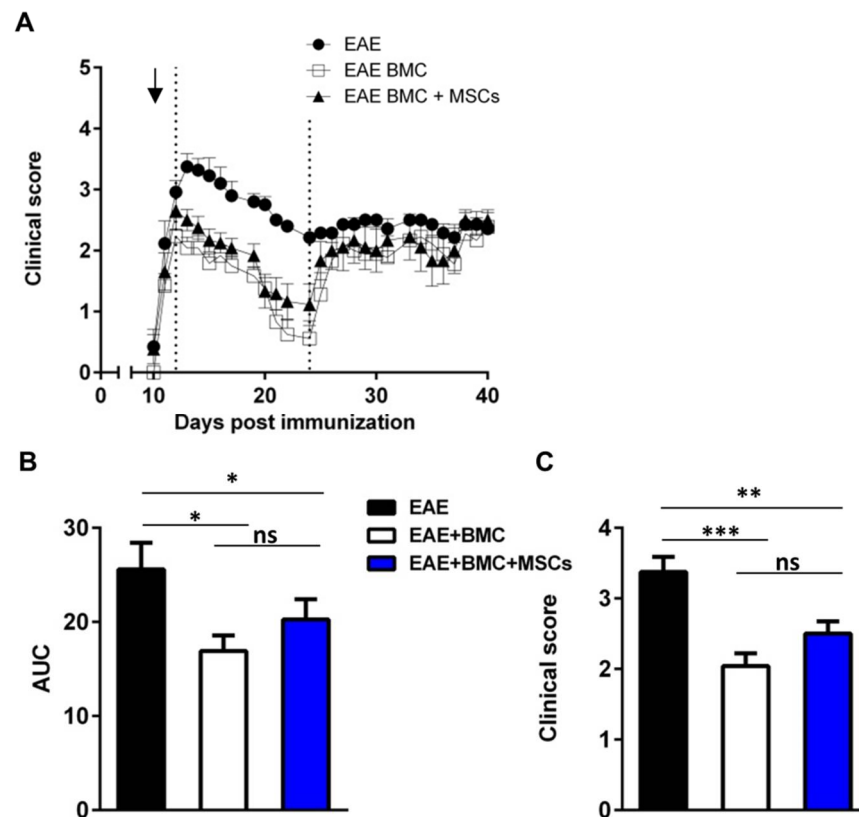 A
EAE
EAE BMC
EAE BMC + MSCs
5
4
3
2
1
0
Clinical score
0 10 20 30 40
Days post immunization
B
*
*
ns
30
20
10
0
AUC
EAE
EAE+BMC
EAE+BMC+MSCs
C
**
***
ns
4
3
2
1
0
Clinical score